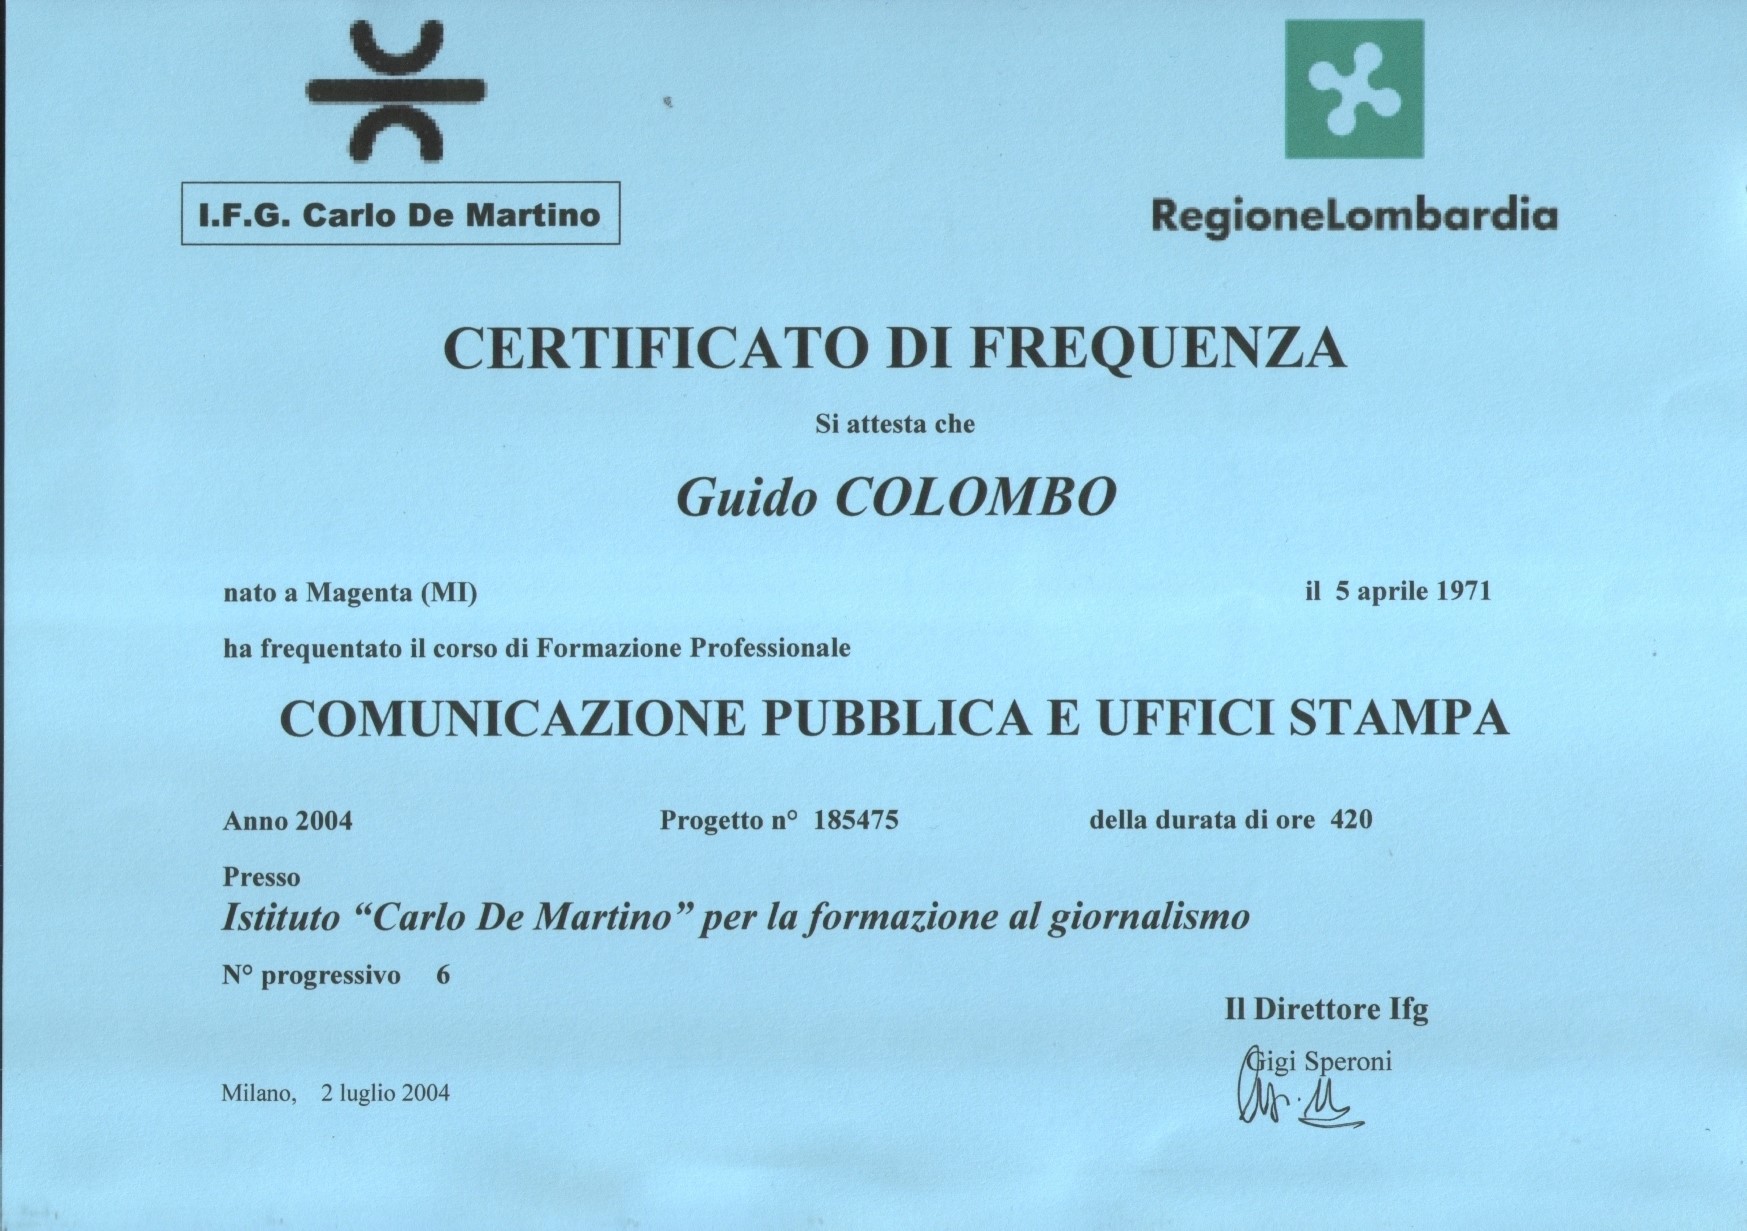 I.F.G. Carlo De Martino
RegioneLombardia
CERTIFICATO DI FREQUENZA
Si attesta che
Guido COLOMBO
nato a Magenta (MI) il 5 aprile 1971
ha frequentato il corso di Formazione Professionale
COMUNICAZIONE PUBBLICA E UFFICI STAMPA
Anno 2004 Progetto n° 185475 della durata di ore 420
Presso
Istituto “Carlo De Martino” per la formazione al giornalismo
N° progressivo 6
Il Direttore Ifg
Gigi Speroni
Milano, 2 luglio 2004